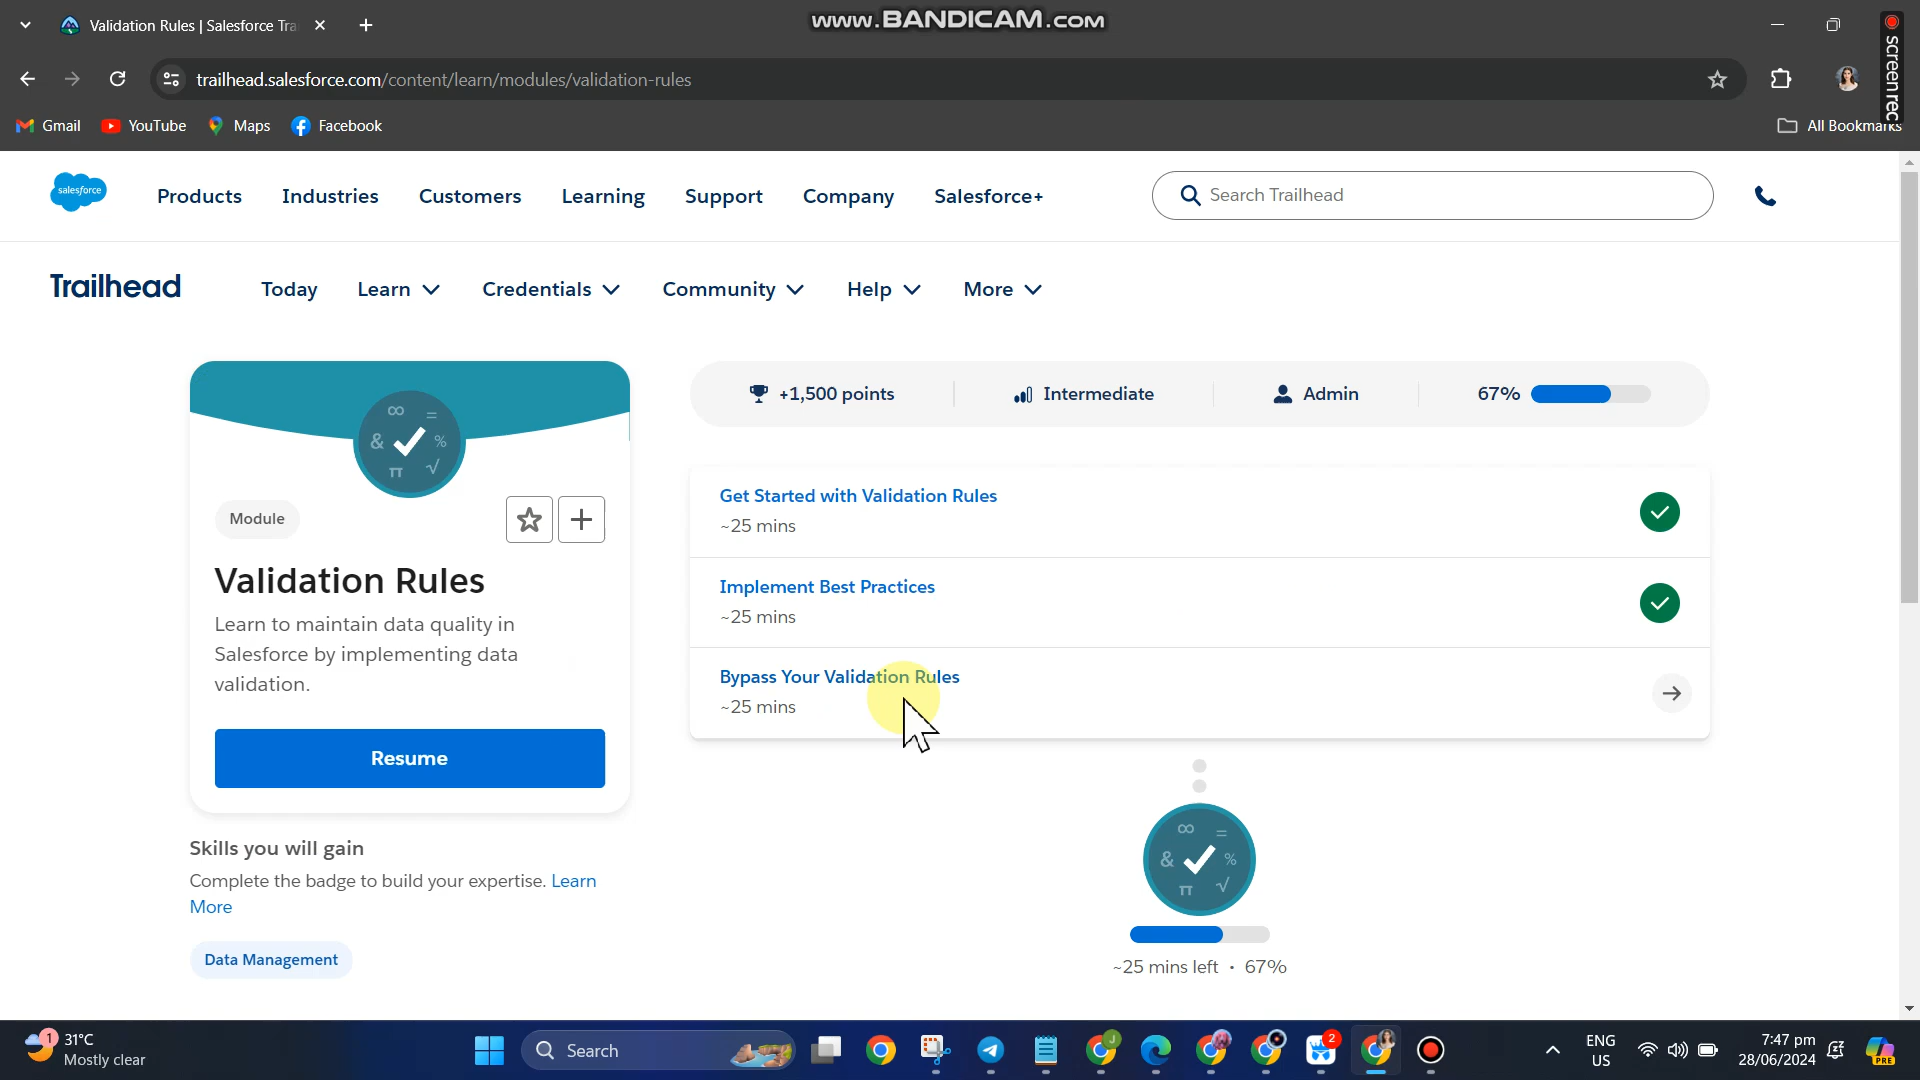 www.BANDICAM.com
Validation Rules | Salesforce Tra
trailhead.salesforce.com/content/learn/modules/validation-rules
screen rec
Gmail
YouTube
Maps
Facebook
All Bookmarks
salesforce
Products
Industries
Customers
Learning
Support
Company
Salesforce+
Search Trailhead
Trailhead
Today
Learn
Credentials
Community
Help
More
Module
Validation Rules
Learn to maintain data quality in
Salesforce by implementing data
validation.
Resume
Skills you will gain
Complete the badge to build your expertise. Learn
More
Data Management
+1,500 points
Intermediate
Admin
67%
Get Started with Validation Rules
~25 mins
Implement Best Practices
~25 mins
Bypass Your Validation Rules
~25 mins
∞ = & % π √
∞ = & % π √
~25 mins left • 67%
1
31°C
Mostly clear
Search
J
2
ENG
US
7:47 pm
28/06/2024
PRE